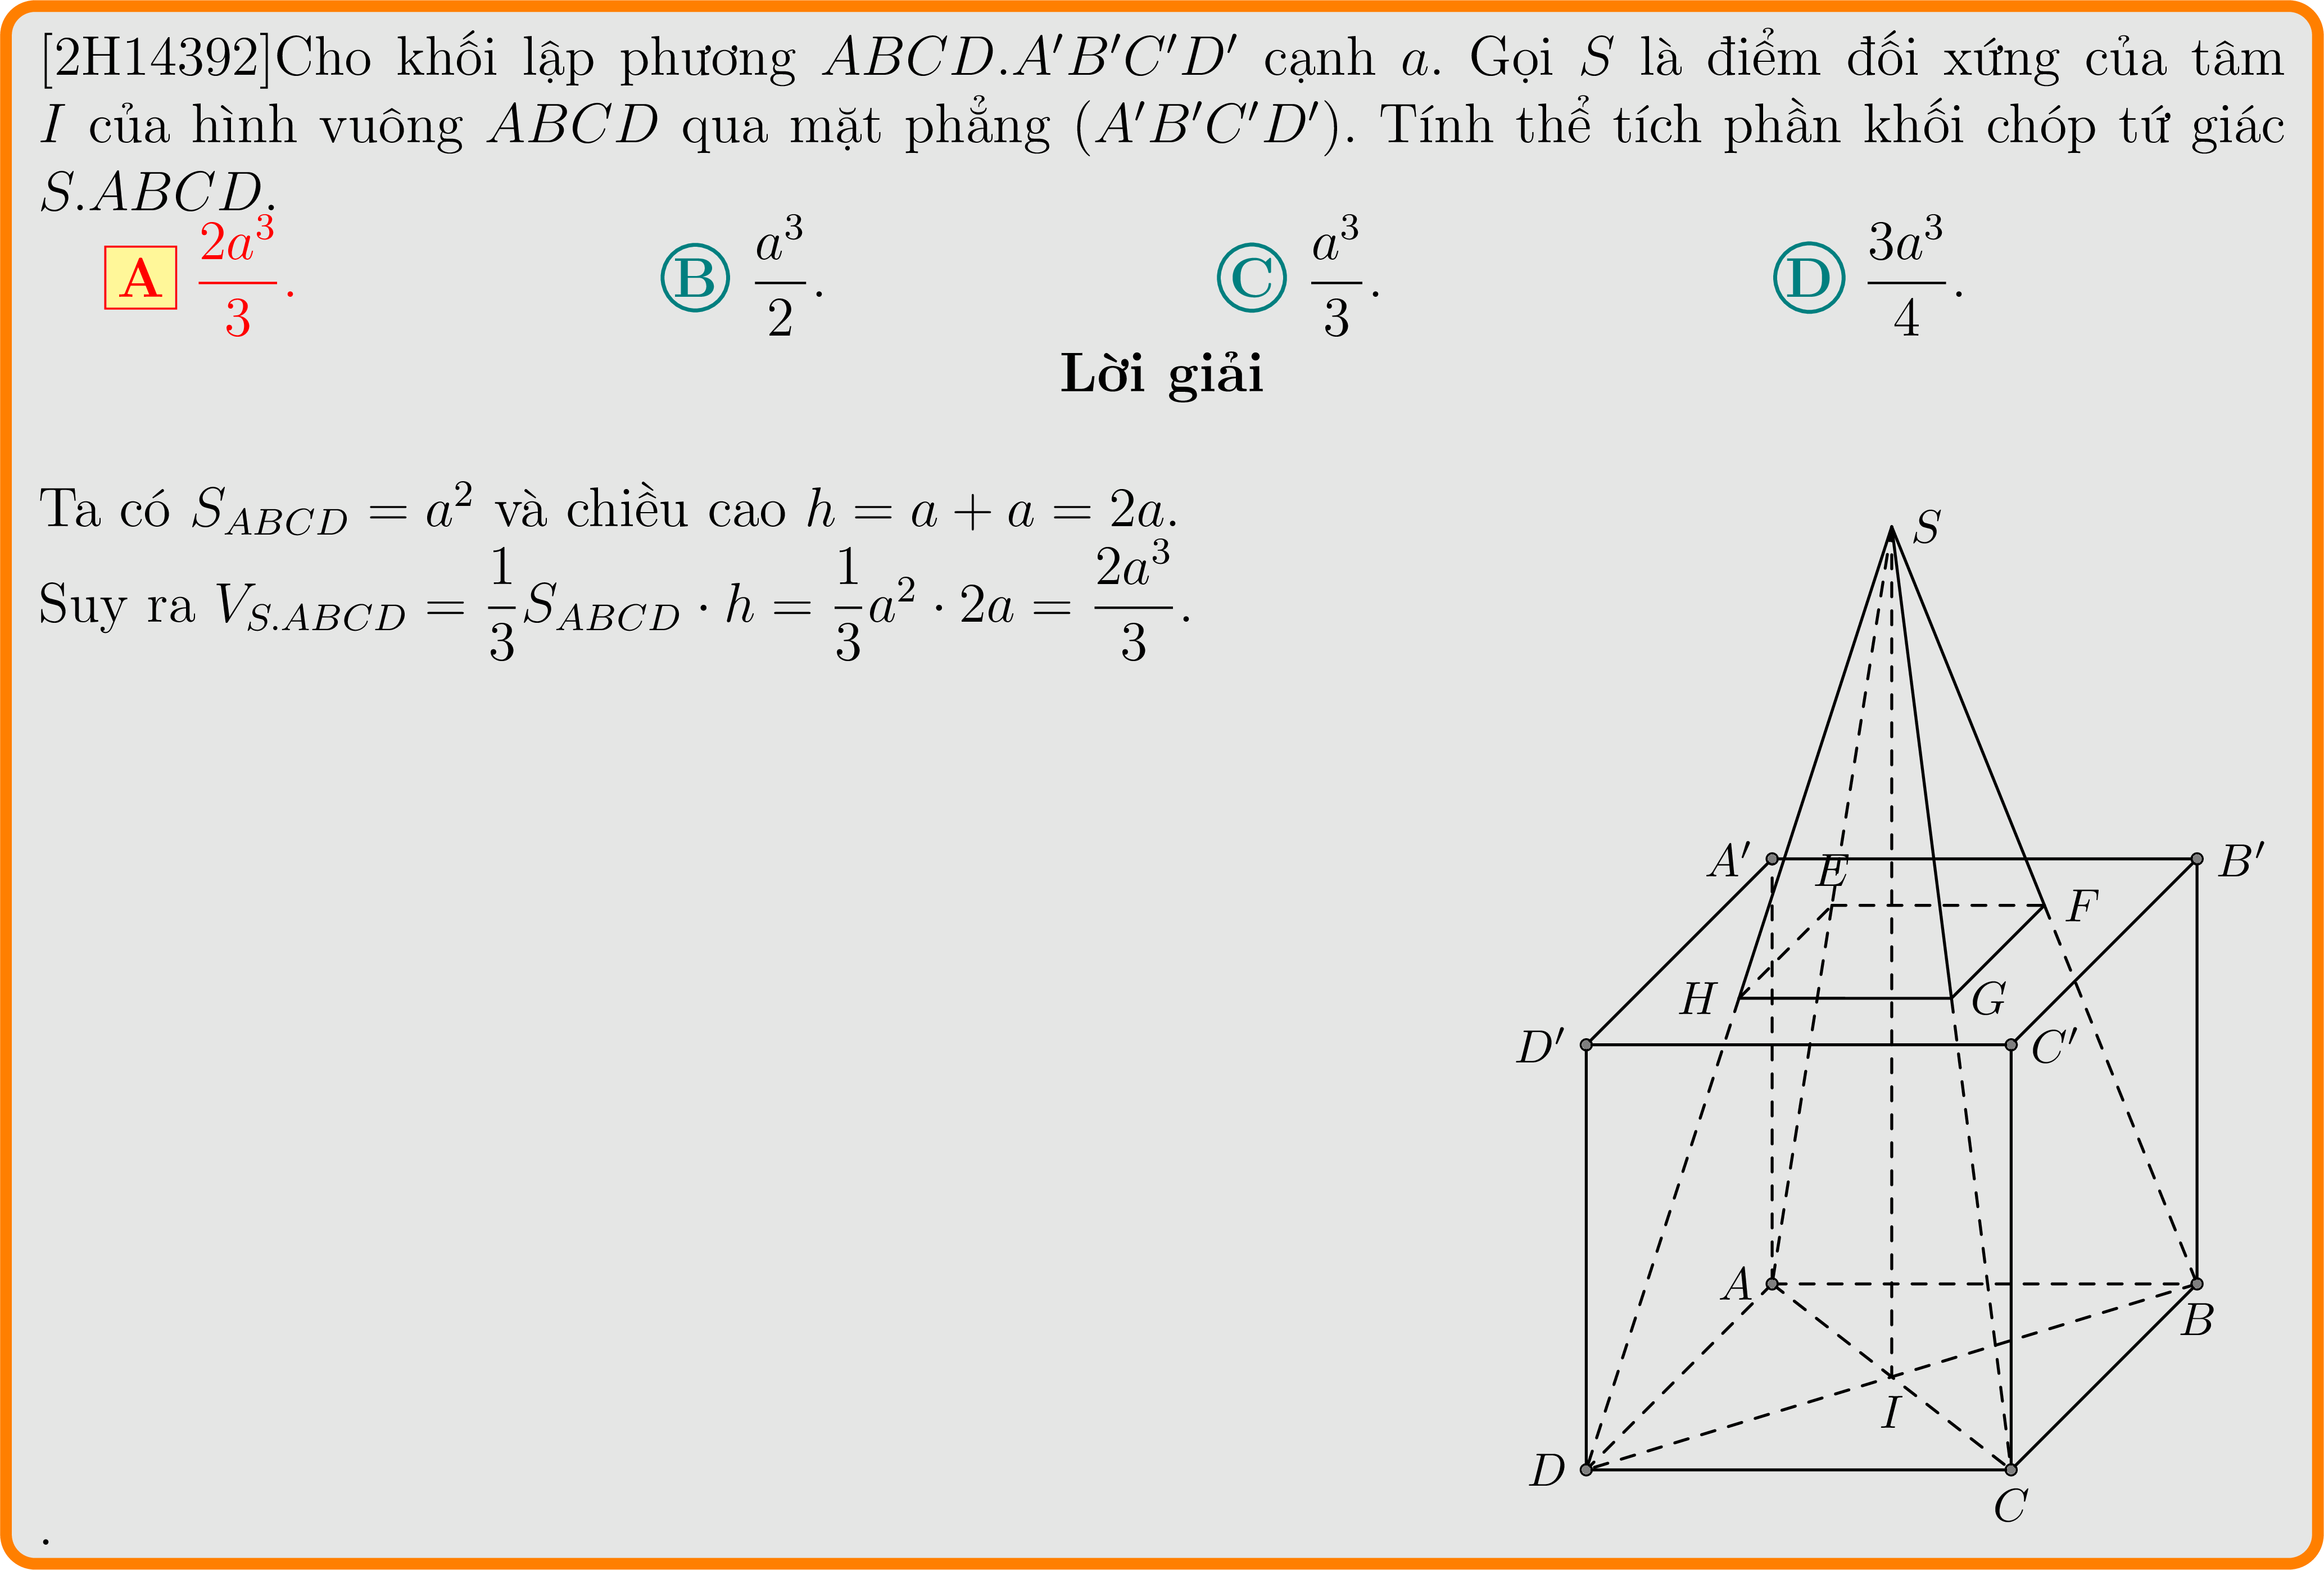 [2H14392]Cho khối lập phương ABCD.A′B′C′D′ cạnh a. Gọi S là điểm đối xứng của tâm
I của hình vuông ABCD qua mặt phẳng (A′B′C′D′). Tính thể tích phần khối chóp tứ giác
S.ABCD.
A $\frac{2a^3}{3}$. B $\frac{a^3}{2}$. C $\frac{a^3}{3}$. D $\frac{3a^3}{4}$.
Lời giải
Ta có $S_{ABCD} = a^2$ và chiều cao $h = a + a = 2a$.
Suy ra $V_{S.ABCD} = \frac{1}{3}S_{ABCD} \cdot h = \frac{1}{3}a^2 \cdot 2a = \frac{2a^3}{3}$.
S
A′
E
B′
F
H
G
D′
C′
A
B
I
D
C
.